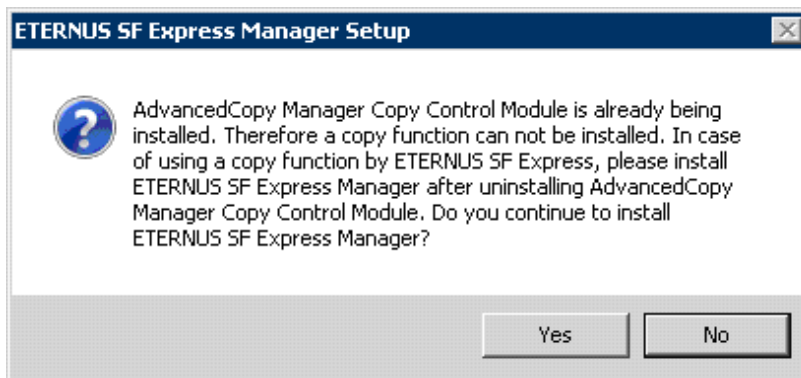 ETERNUS SF Express Manager Setup
AdvancedCopy Manager Copy Control Module is already being
installed. Therefore a copy function can not be installed. In case
of using a copy function by ETERNUS SF Express, please install
ETERNUS SF Express Manager after uninstalling AdvancedCopy
Manager Copy Control Module. Do you continue to install
ETERNUS SF Express Manager?
Yes
No